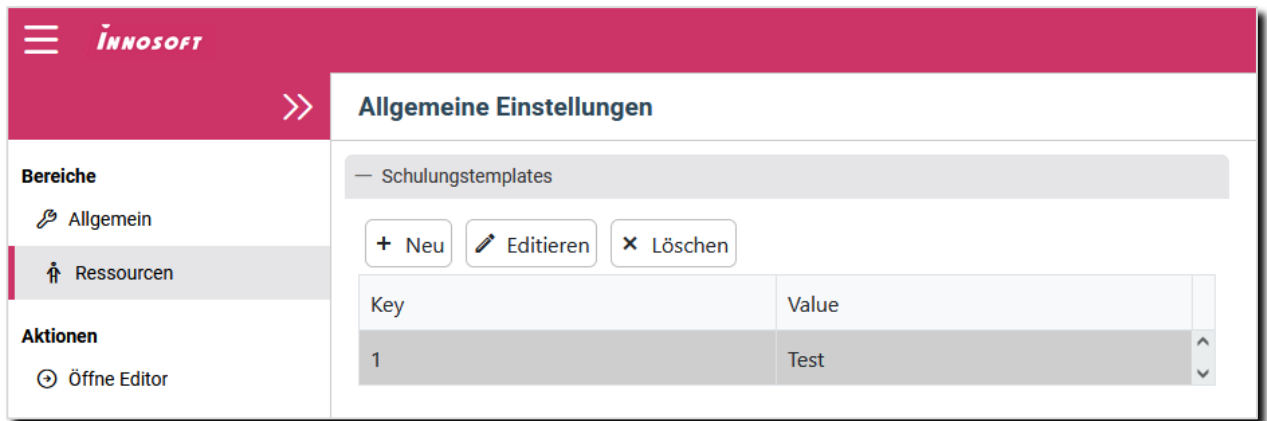 INNOSOFT
Allgemeine Einstellungen
Bereiche
Allgemein
Ressourcen
Aktionen
Öffne Editor
Schulungstemplates
Neu Editieren Löschen
Key Value
1 Test